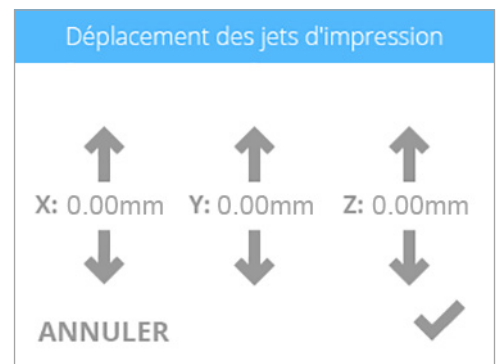 Déplacement des jets d'impression
X: 0.00mm Y: 0.00mm Z: 0.00mm
ANNULER